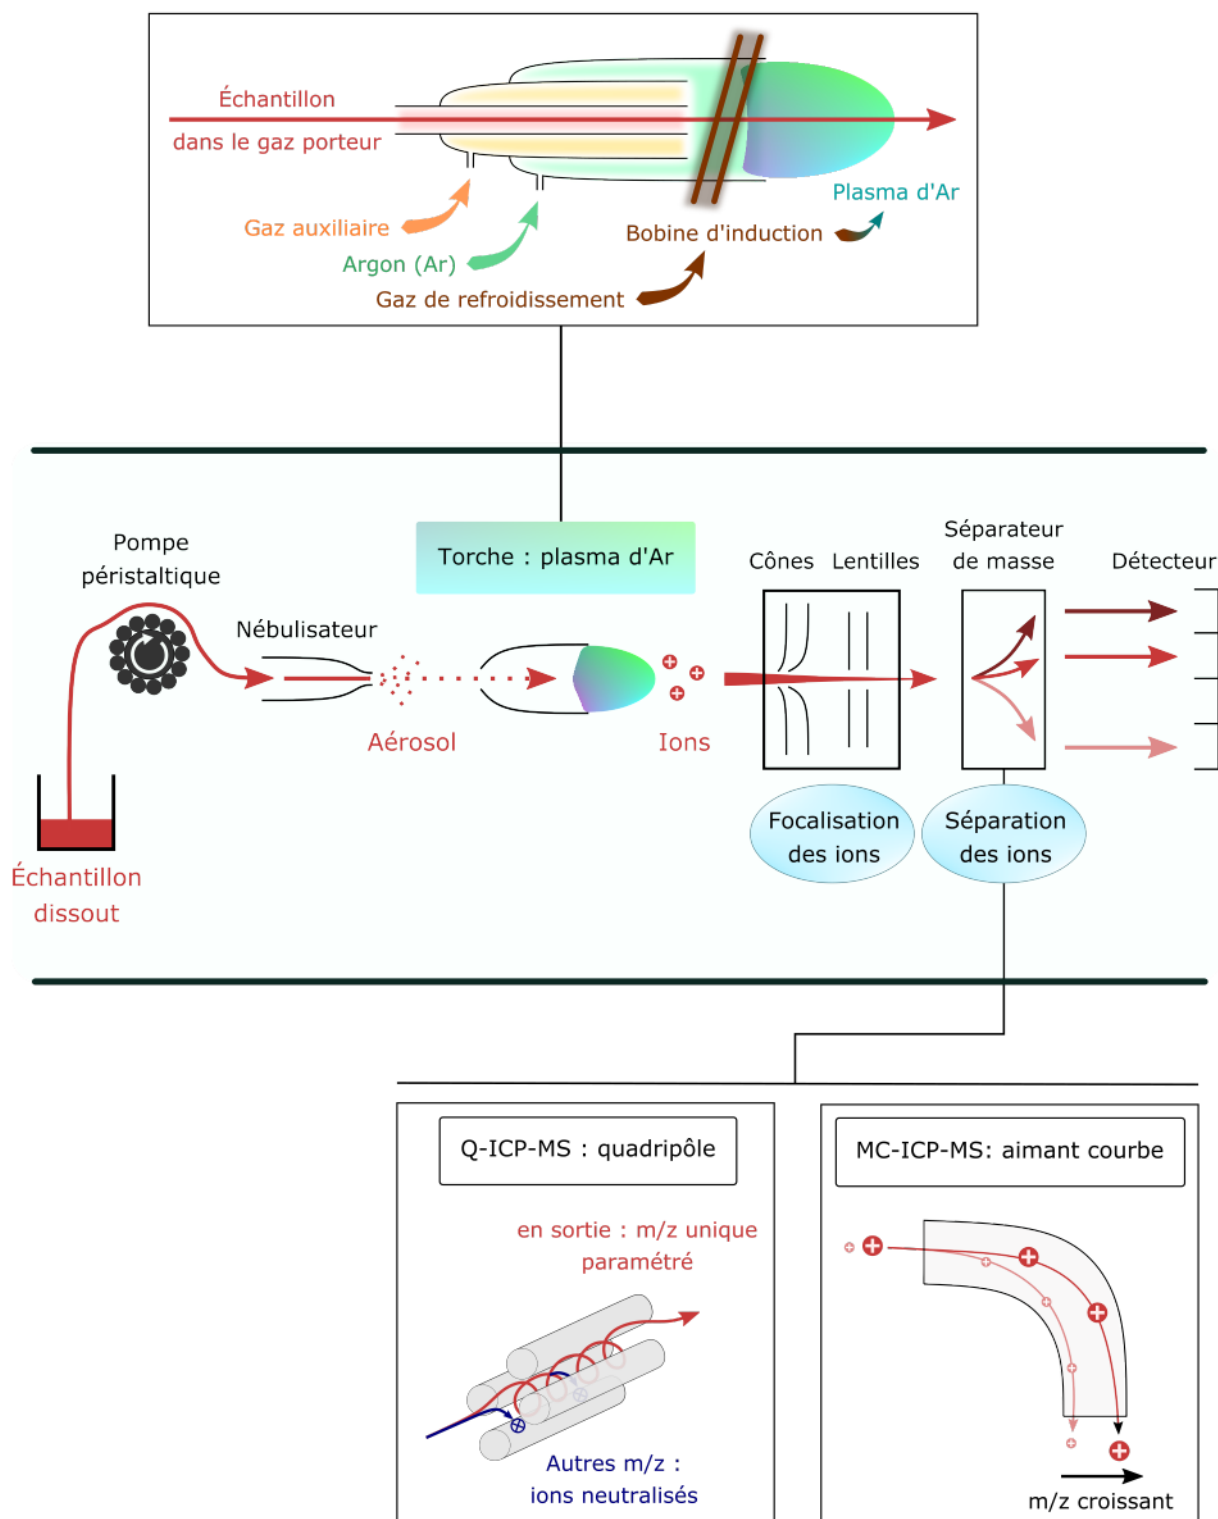 Échantillon
dans le gaz porteur
Plasma d'Ar
Gaz auxiliaire
Bobine d'induction
Argon (Ar)
Gaz de refroidissement
Torche : plasma d'Ar
Pompe
péristaltique
Nébulisateur
Cônes
Lentilles
Séparateur
de masse
Détecteur
Aérosol
Ions
Focalisation
des ions
Séparation
des ions
Échantillon
dissout
Q-ICP-MS : quadripôle
en sortie : m/z unique
paramétré
Autres m/z :
ions neutralisés
MC-ICP-MS: aimant courbe
m/z croissant